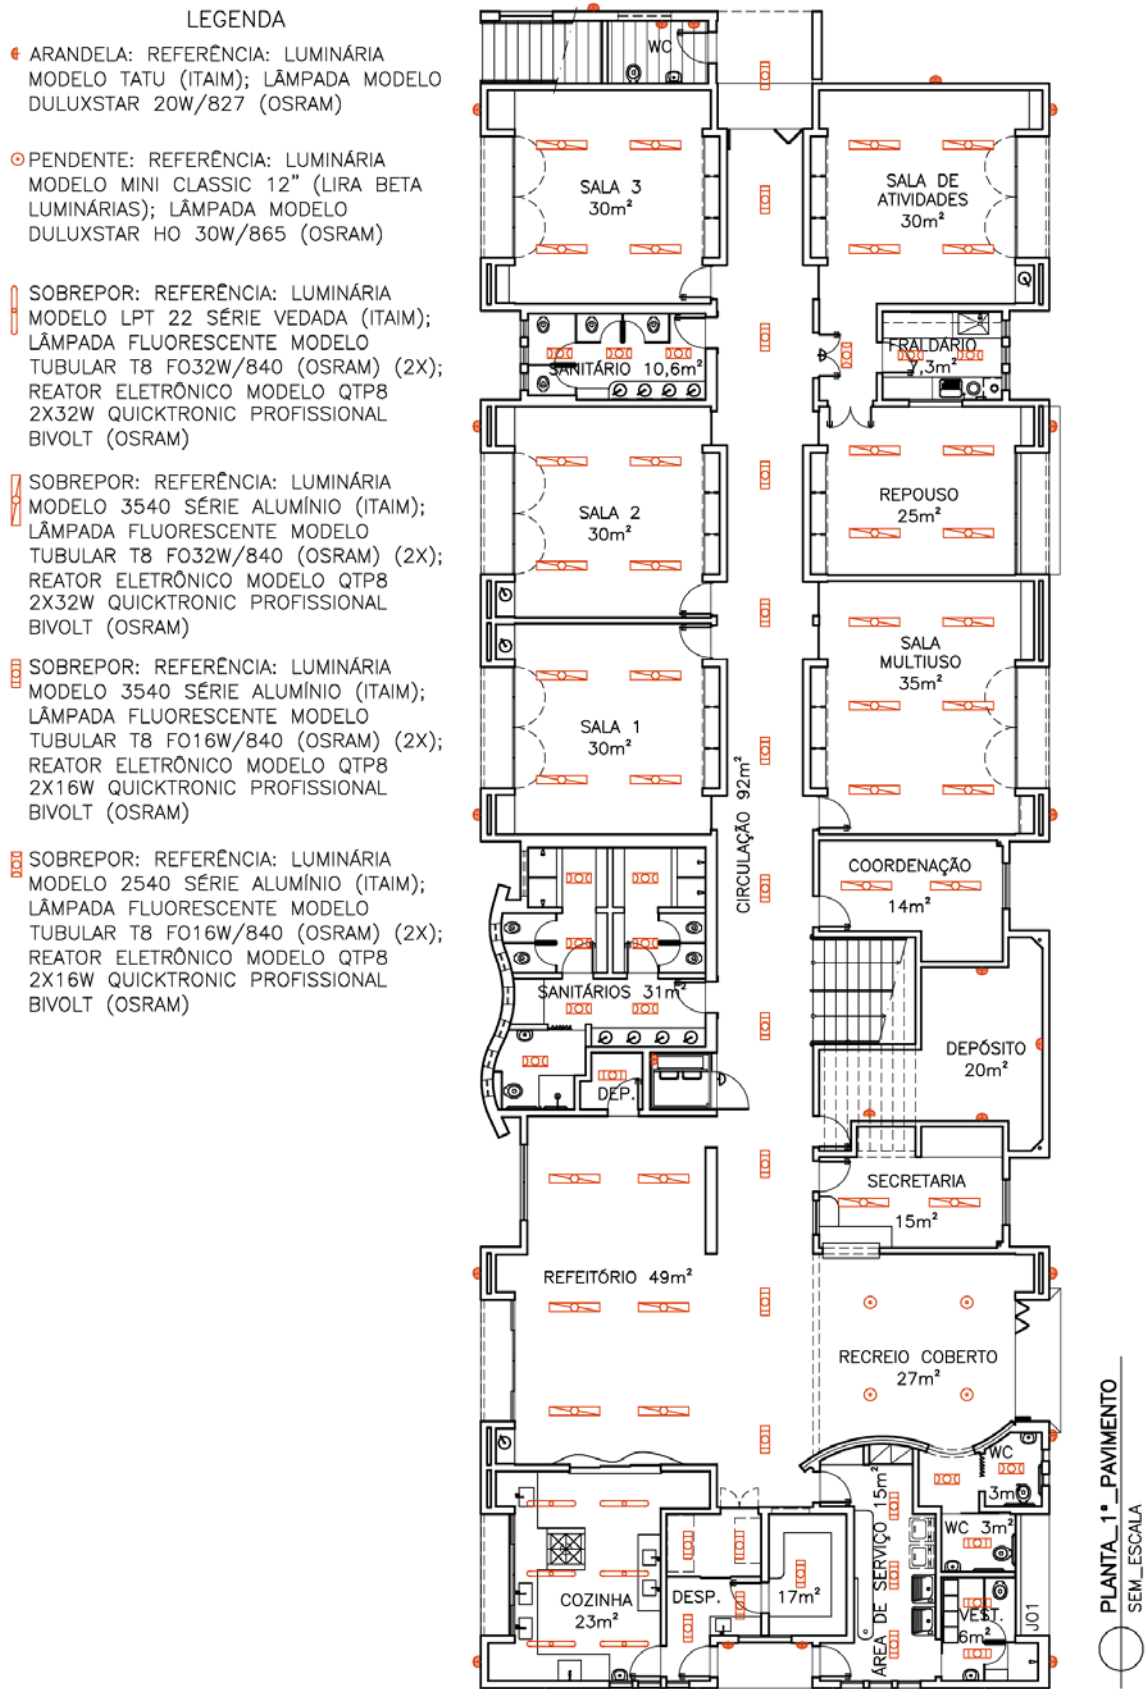 LEGENDA
ARANDELA: REFERÊNCIA: LUMINÁRIA
MODELO TATU (ITAIM); LÂMPADA MODELO
DULUXSTAR 20W/827 (OSRAM)
PENDENTE: REFERÊNCIA: LUMINÁRIA
MODELO MINI CLASSIC 12" (LIRA BETA
LUMINÁRIAS); LÂMPADA MODELO
DULUXSTAR HO 30W/865 (OSRAM)
SOBREPOR: REFERÊNCIA: LUMINÁRIA
MODELO LPT 22 SÉRIE VEDADA (ITAIM);
LÂMPADA FLUORESCENTE MODELO
TUBULAR T8 FO32W/840 (OSRAM) (2X);
REATOR ELETRÔNICO MODELO QTP8
2X32W QUICKTRONIC PROFISSIONAL
BIVOLT (OSRAM)
SOBREPOR: REFERÊNCIA: LUMINÁRIA
MODELO 3540 SÉRIE ALUMÍNIO (ITAIM);
LÂMPADA FLUORESCENTE MODELO
TUBULAR T8 FO32W/840 (OSRAM) (2X);
REATOR ELETRÔNICO MODELO QTP8
2X32W QUICKTRONIC PROFISSIONAL
BIVOLT (OSRAM)
SOBREPOR: REFERÊNCIA: LUMINÁRIA
MODELO 3540 SÉRIE ALUMÍNIO (ITAIM);
LÂMPADA FLUORESCENTE MODELO
TUBULAR T8 FO16W/840 (OSRAM) (2X);
REATOR ELETRÔNICO MODELO QTP8
2X16W QUICKTRONIC PROFISSIONAL
BIVOLT (OSRAM)
SOBREPOR: REFERÊNCIA: LUMINÁRIA
MODELO 2540 SÉRIE ALUMÍNIO (ITAIM);
LÂMPADA FLUORESCENTE MODELO
TUBULAR T8 FO16W/840 (OSRAM) (2X);
REATOR ELETRÔNICO MODELO QTP8
2X16W QUICKTRONIC PROFISSIONAL
BIVOLT (OSRAM)
WC
SALA 3
30m²
SALA DE
ATIVIDADES
30m²
SANITÁRIO 10,6m²
FRALDÁRIO
7,3m²
SALA 2
30m²
REPOUSO
25m²
SALA 1
30m²
SALA
MULTIUSO
35m²
CIRCULAÇÃO 92m²
COORDENAÇÃO
14m²
SANITÁRIOS 31m²
DEP.
DEPÓSITO
20m²
SECRETARIA
15m²
REFEITÓRIO 49m²
RECREIO COBERTO
27m²
WC
3m
WC 3m²
COZINHA
23m²
DESP.
17m²
ÁREA DE SERVIÇO 15m²
VEST.
6m²
J01
PLANTA_1º_PAVIMENTO
SEM_ESCALA